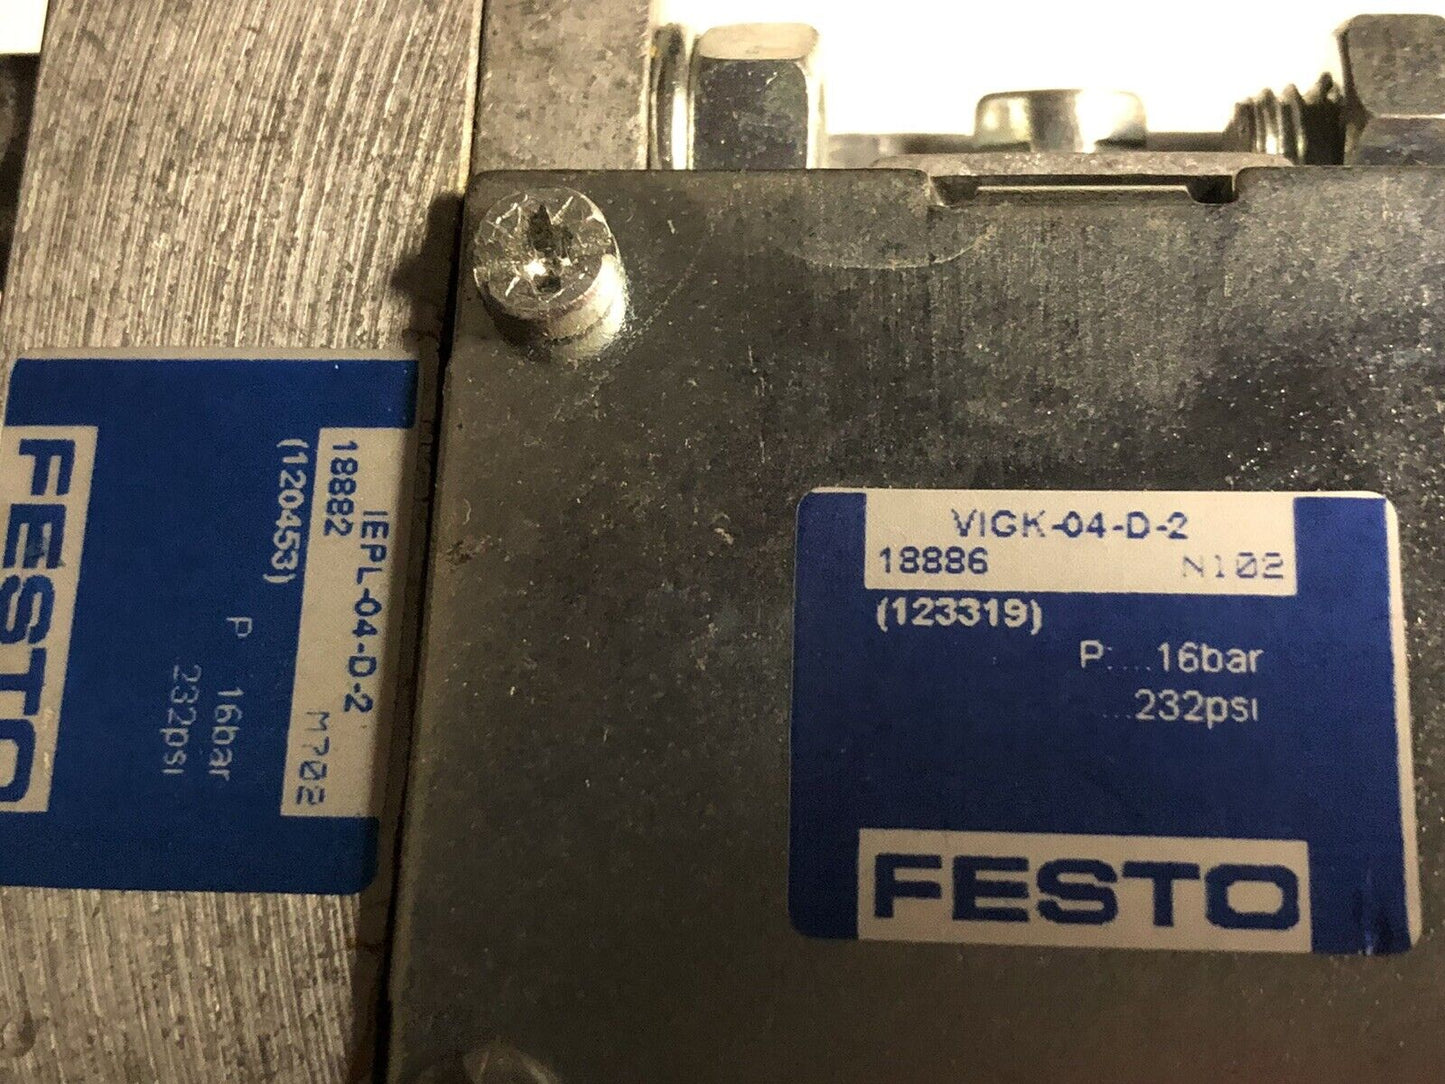 IEPL-04-D-2
18882 M702
(120453)
P 16bar
232psi
FESTO
VIGK-04-D-2
18886 N102
(123319)
P....16bar
...232psi
FESTO